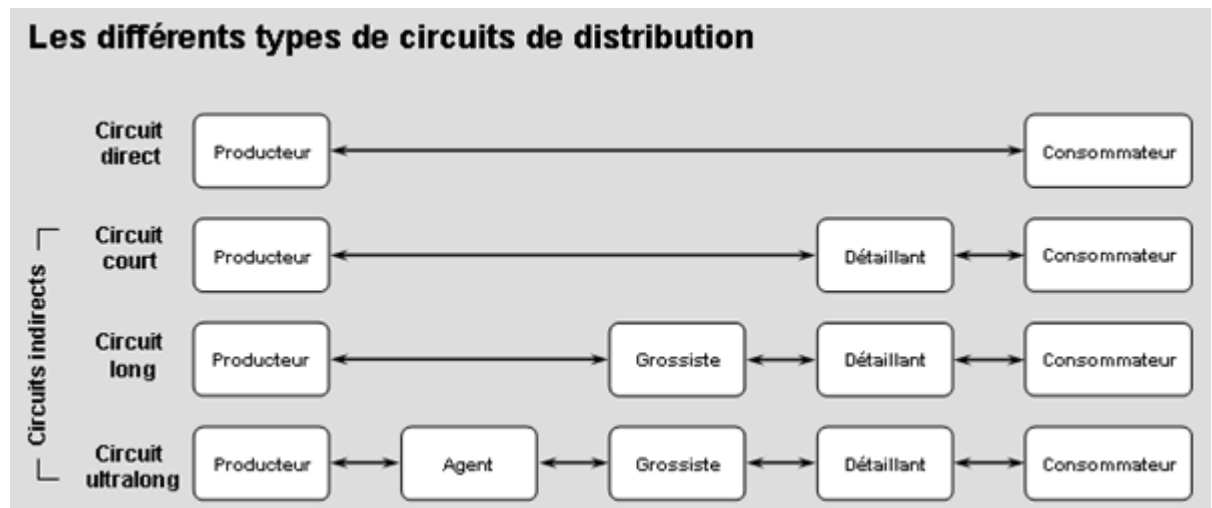 Les différents types de circuits de distribution
Circuit
direct
Producteur
Consommateur
Circuits indirects
Circuit
court
Producteur
Détaillant
Consommateur
Circuit
long
Producteur
Grossiste
Détaillant
Consommateur
Circuit
ultralong
Producteur
Agent
Grossiste
Détaillant
Consommateur